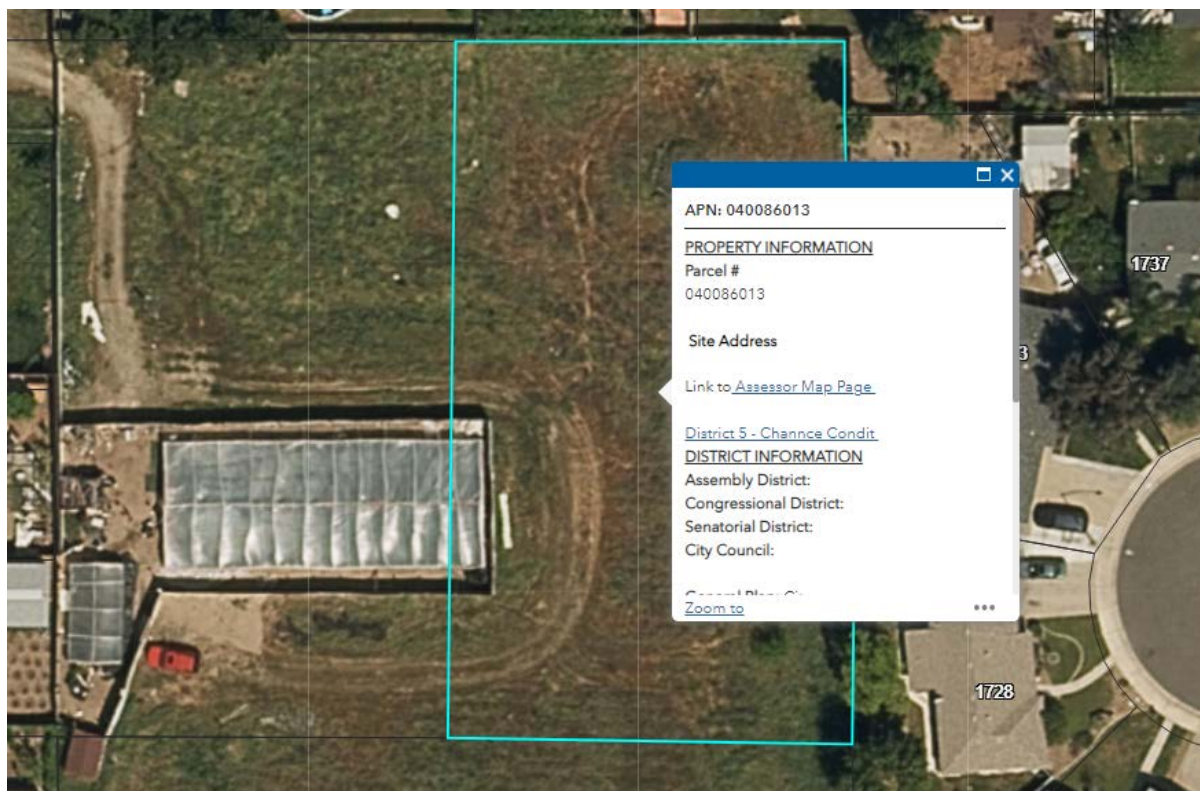 APN: 040086013
PROPERTY INFORMATION
Parcel #
040086013
Site Address
Link to Assessor Map Page
District 5 - Channce Condit
DISTRICT INFORMATION
Assembly District:
Congressional District:
Senatorial District:
City Council:
Zoom to
1737
3
1728